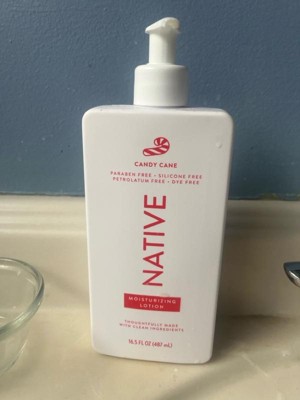 CANDY CANE
PARABEN FREE • SILICONE FREE
PETROLATUM FREE • DYE FREE
NATIVE
MOISTURIZING
LOTION
THOUGHTFULLY MADE
WITH CLEAN INGREDIENTS
16.5 FL OZ (487 mL)